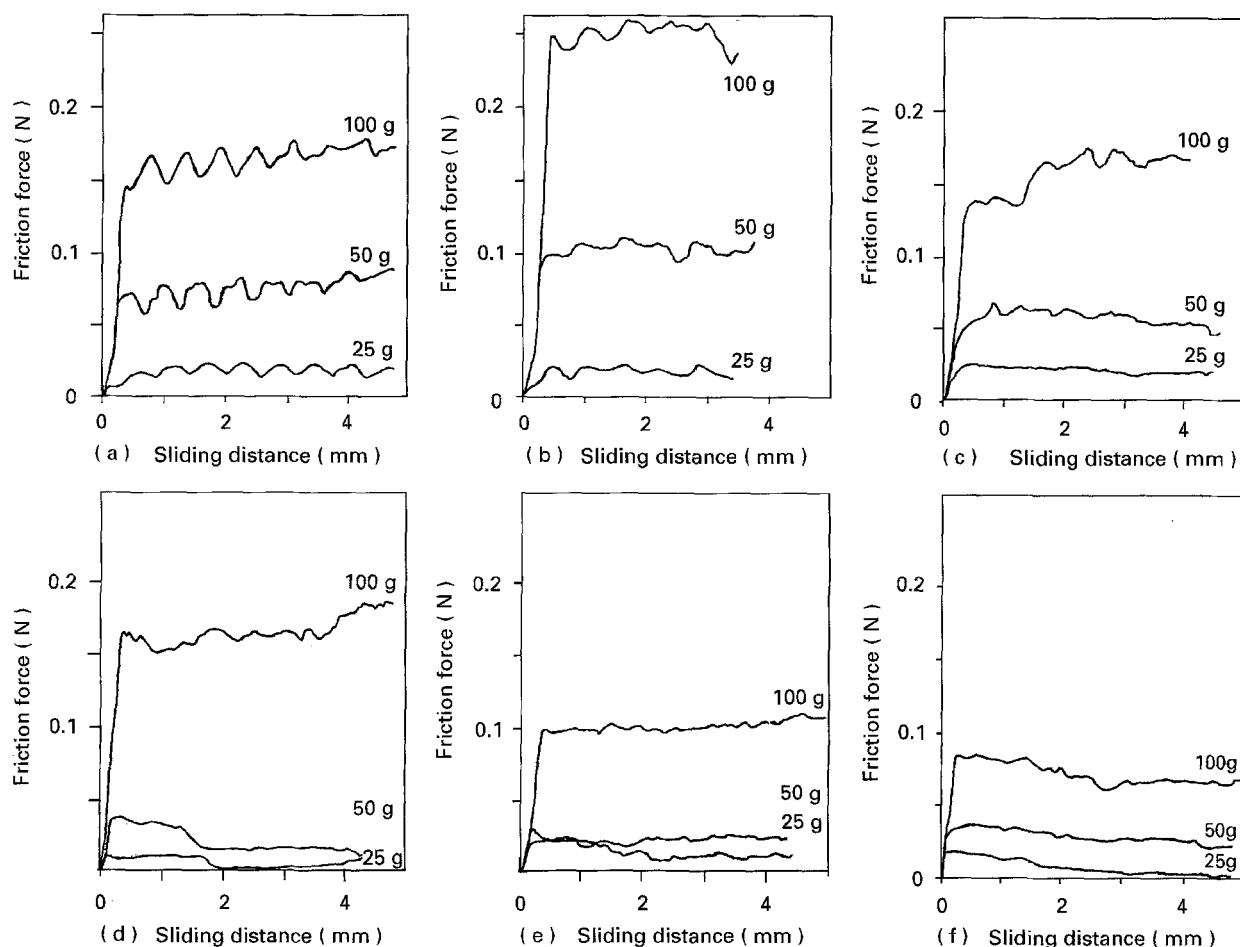 Friction force ( N )
0.2
0.1
0
100 g
50 g
25 g
0 2 4
( a ) Sliding distance ( mm )
Friction force ( N )
0.2
0.1
0
100 g
50 g
25 g
0 2 4
( b ) Sliding distance ( mm )
Friction force ( N )
0.2
0.1
0
100 g
50 g
25 g
0 2 4
( c ) Sliding distance ( mm )
Friction force ( N )
0.2
0.1
0
100 g
50 g
25 g
0 2 4
( d ) Sliding distance ( mm )
Friction force ( N )
0.2
0.1
0
100 g
50 g
25 g
0 2 4
( e ) Sliding distance ( mm )
Friction force ( N )
0.2
0.1
0
100g
50g
25g
0 2 4
( f ) Sliding distance ( mm )